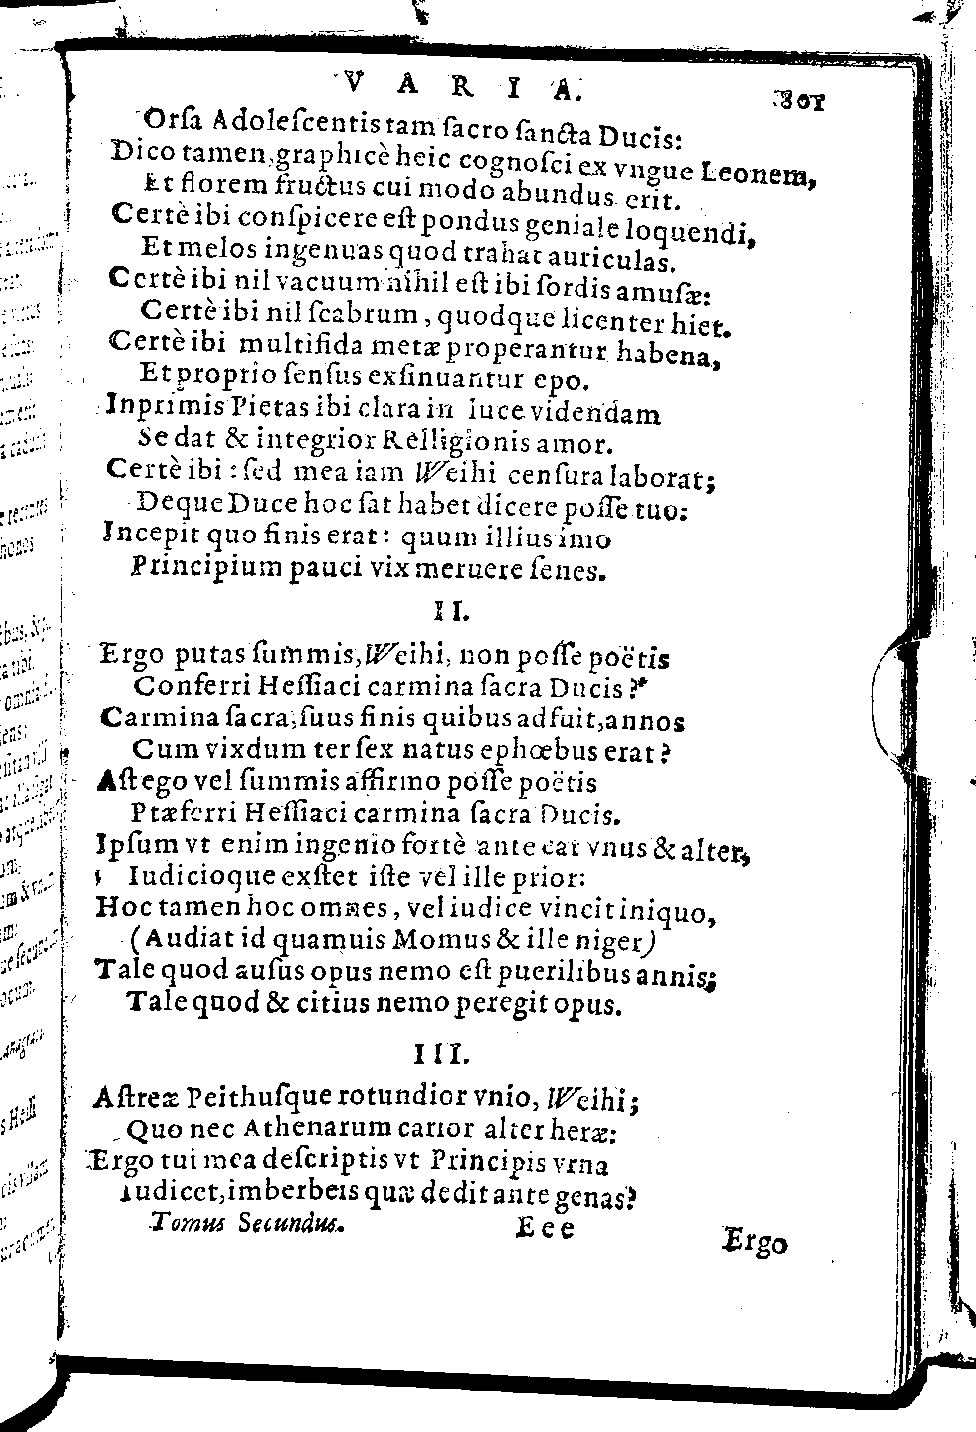 VARIA. 801
Orſa Adoleſcentis tam ſacro ſancta Ducis:
Dico tamen, graphicè heic cognoſci ex vngue Leonem,
Et florem fructus cui modo abundus erit.
Certè ibi conſpicere eſt pondus geniale loquendi,
Et melos ingenuas quod trahat auriculas.
Certè ibi nil vacuum nihil eſt ibi ſordis amuſæ:
Certè ibi nil ſcabrum, quodque licenter hiet.
Certè ibi multifida metæ properantur habena,
Et proprio ſenſus exſinuantur epo.
Inprimis Pietas ibi clara in luce videndam
Se dat & integrior Relligionis amor.
Certè ibi: ſed mea iam Weihi cenſura laborat;
Deque Duce hoc ſat habet dicere poſſe tuo:
Incepit quo finis erat: quum illius imo
Principium pauci vix meruere ſenes.
II.
Ergo putas ſummis, Weihi, non poſſe poëtis
Conferri Heſſiaci carmina ſacra Ducis?
Carmina ſacra, ſuus finis quibus adfuit, annos
Cum vixdum ter ſex natus ephœbus erat?
Aſt ego vel ſummis affirmo poſſe poëtis
Præferri Heſſiaci carmina ſacra Ducis.
Ipſum vt enim ingenio fortè ante eat vnus & alter,
Iudicioque exſtet iſte vel ille prior:
Hoc tamen hoc omnes, vel iudice vincit iniquo,
(Audiat id quamuis Momus & ille niger)
Tale quod auſus opus nemo eſt puerilibus annis;
Tale quod & citius nemo peregit opus.
III.
Aſtreæ Peithuſque rotundior vnio, Weihi;
Quo nec Athenarum carior alter heræ:
Ergo tui mea deſcriptis vt Principis vrna
Iudicet, imberbeis quæ dedit ante genas?
Tomus Secundus. Eee
Ergo